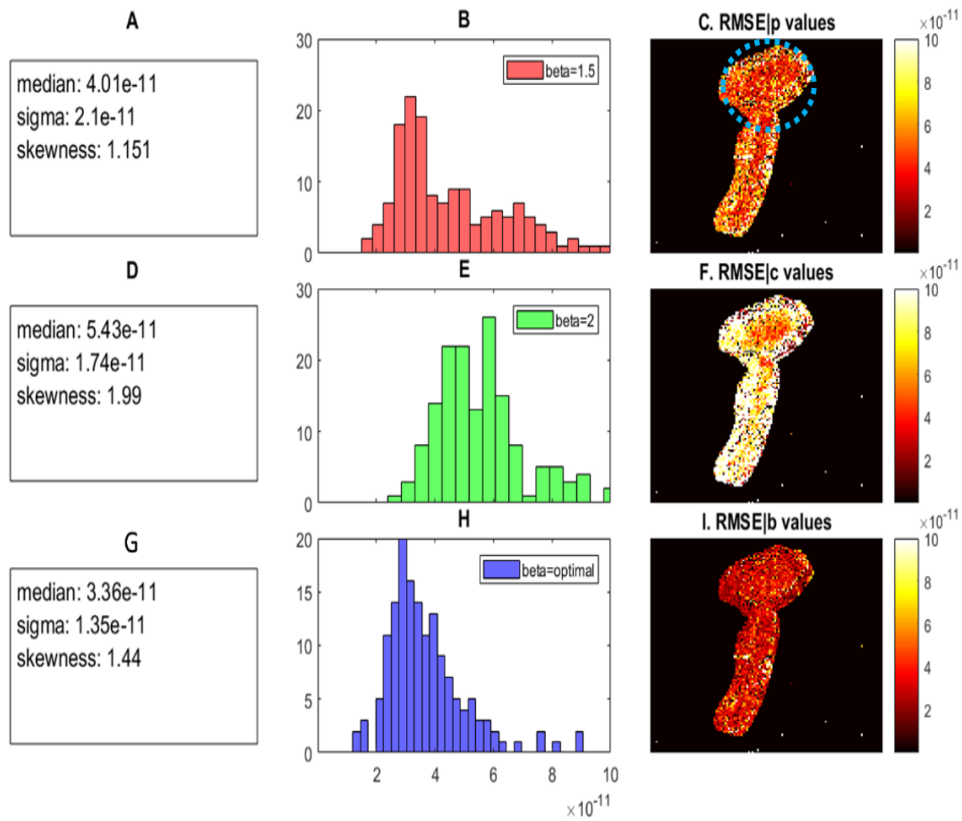 A
median: 4.01e-11
sigma: 2.1e-11
skewness: 1.151
B
30
20
10
0
beta=1.5
C. RMSE|p values
×10⁻¹¹
10
8
6
4
2
D
median: 5.43e-11
sigma: 1.74e-11
skewness: 1.99
E
30
20
10
0
beta=2
F. RMSE|c values
×10⁻¹¹
10
8
6
4
2
G
median: 3.36e-11
sigma: 1.35e-11
skewness: 1.44
H
20
15
10
5
0
beta=optimal
2 4 6 8 10
×10⁻¹¹
I. RMSE|b values
×10⁻¹¹
10
8
6
4
2